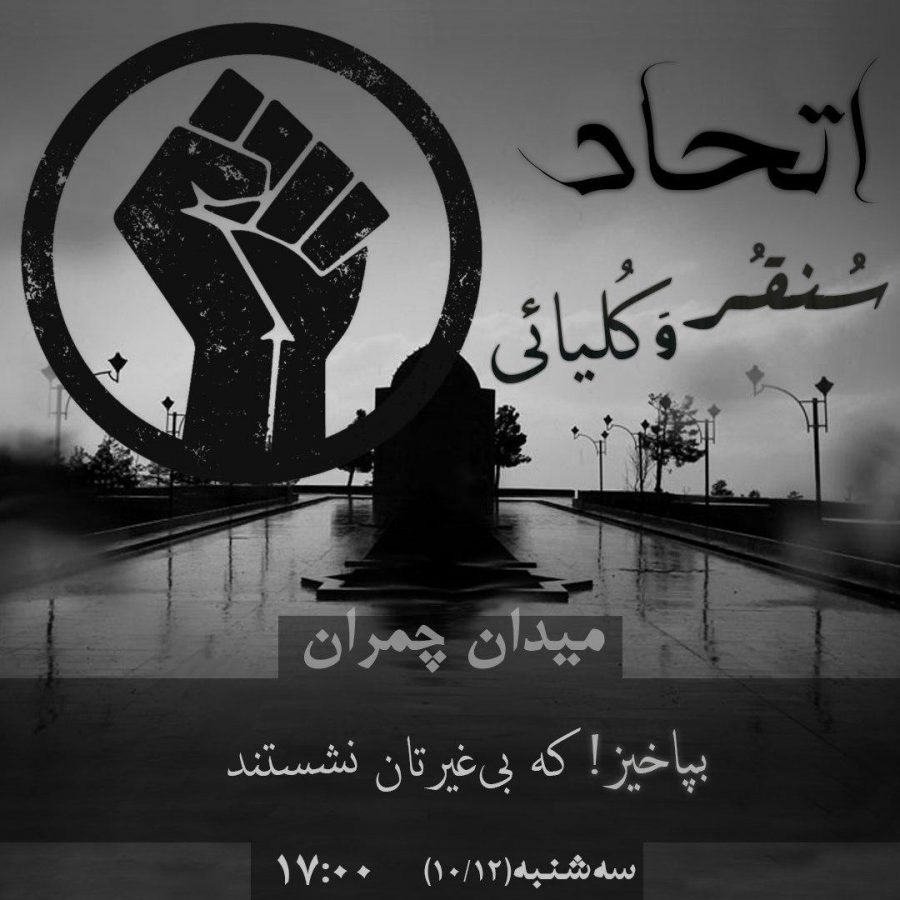 اتحاد
سُنقُر وَ کُلیائی
میدان چمران
بپاخیز! که بی‌غیرتان نشستند
سه‌شنبه(۱۰/۱۲) ۱۷:۰۰